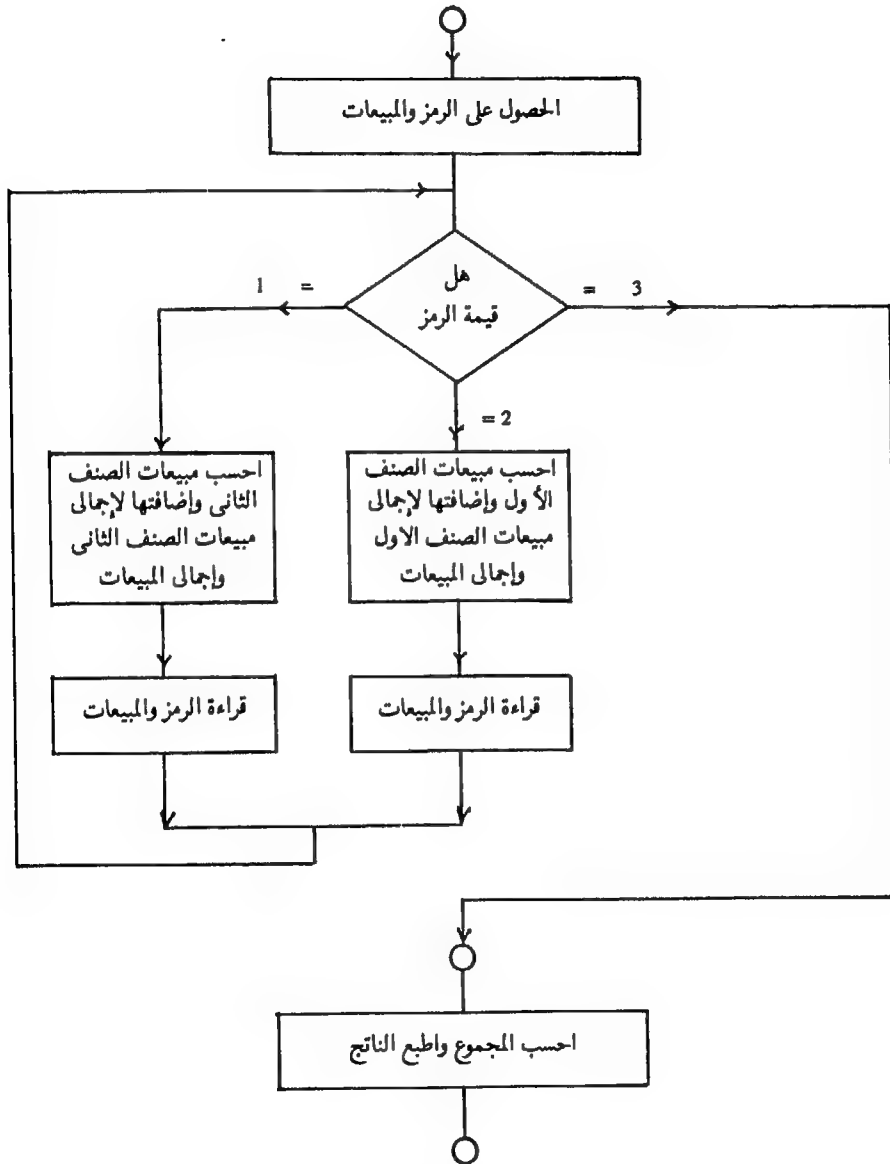 الحصول على الرمز والمبيعات
هل
قيمة الرمز
1 =
= 3
= 2
احسب مبيعات الصنف
الأول وإضافتها لإجمالى
مبيعات الصنف الاول
وإجمالى المبيعات
احسب مبيعات الصنف
الثانى وإضافتها لإجمالى
مبيعات الصنف الثانى
وإجمالى المبيعات
قراءة الرمز والمبيعات
قراءة الرمز والمبيعات
احسب المجموع واطبع الناتج